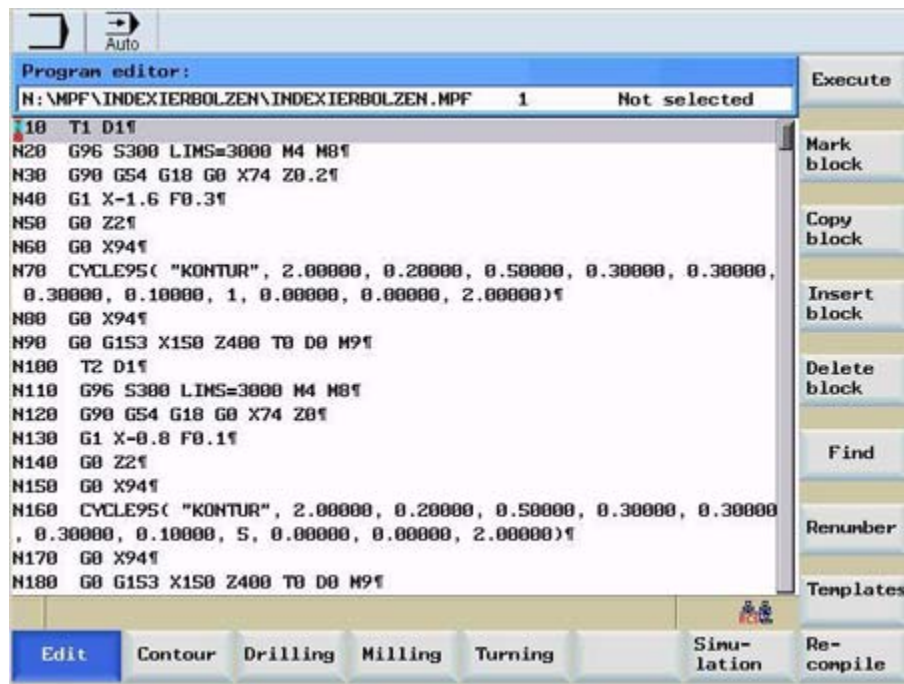 Auto
Program editor:
N:\MPF\INDEXIERBOLZEN\INDEXIERBOLZEN.MPF 1 Not selected
N10 T1 D1¶
N20 G96 S300 LIMS=3000 M4 M8¶
N30 G90 G54 G18 G0 X74 Z0.2¶
N40 G1 X-1.6 F0.3¶
N50 G0 Z2¶
N60 G0 X94¶
N70 CYCLE95( "KONTUR", 2.00000, 0.20000, 0.50000, 0.30000, 0.30000,
0.30000, 0.10000, 1, 0.00000, 0.00000, 2.00000)¶
N80 G0 X94¶
N90 G0 G153 X150 Z400 T0 D0 M9¶
N100 T2 D1¶
N110 G96 S300 LIMS=3000 M4 M8¶
N120 G90 G54 G18 G0 X74 Z0¶
N130 G1 X-0.8 F0.1¶
N140 G0 Z2¶
N150 G0 X94¶
N160 CYCLE95( "KONTUR", 2.00000, 0.20000, 0.50000, 0.30000, 0.30000
, 0.30000, 0.10000, 5, 0.00000, 0.00000, 2.00000)¶
N170 G0 X94¶
N180 G0 G153 X150 Z400 T0 D0 M9¶
Execute
Mark
block
Copy
block
Insert
block
Delete
block
Find
Renumber
Templates
Edit
Contour
Drilling
Milling
Turning
Simu-
lation
Re-
compile